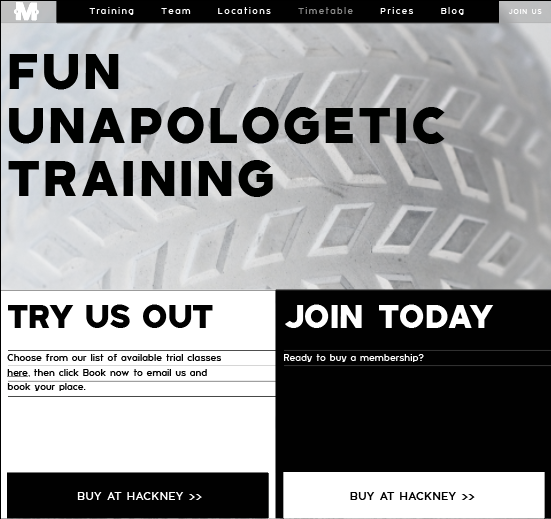 M
Training Team Locations Timetable Prices Blog JOIN US
FUN
UNAPOLOGETIC
TRAINING
TRY US OUT
Choose from our list of available trial classes
here, then click Book now to email us and
book your place.
BUY AT HACKNEY >>
JOIN TODAY
Ready to buy a membership?
BUY AT HACKNEY >>